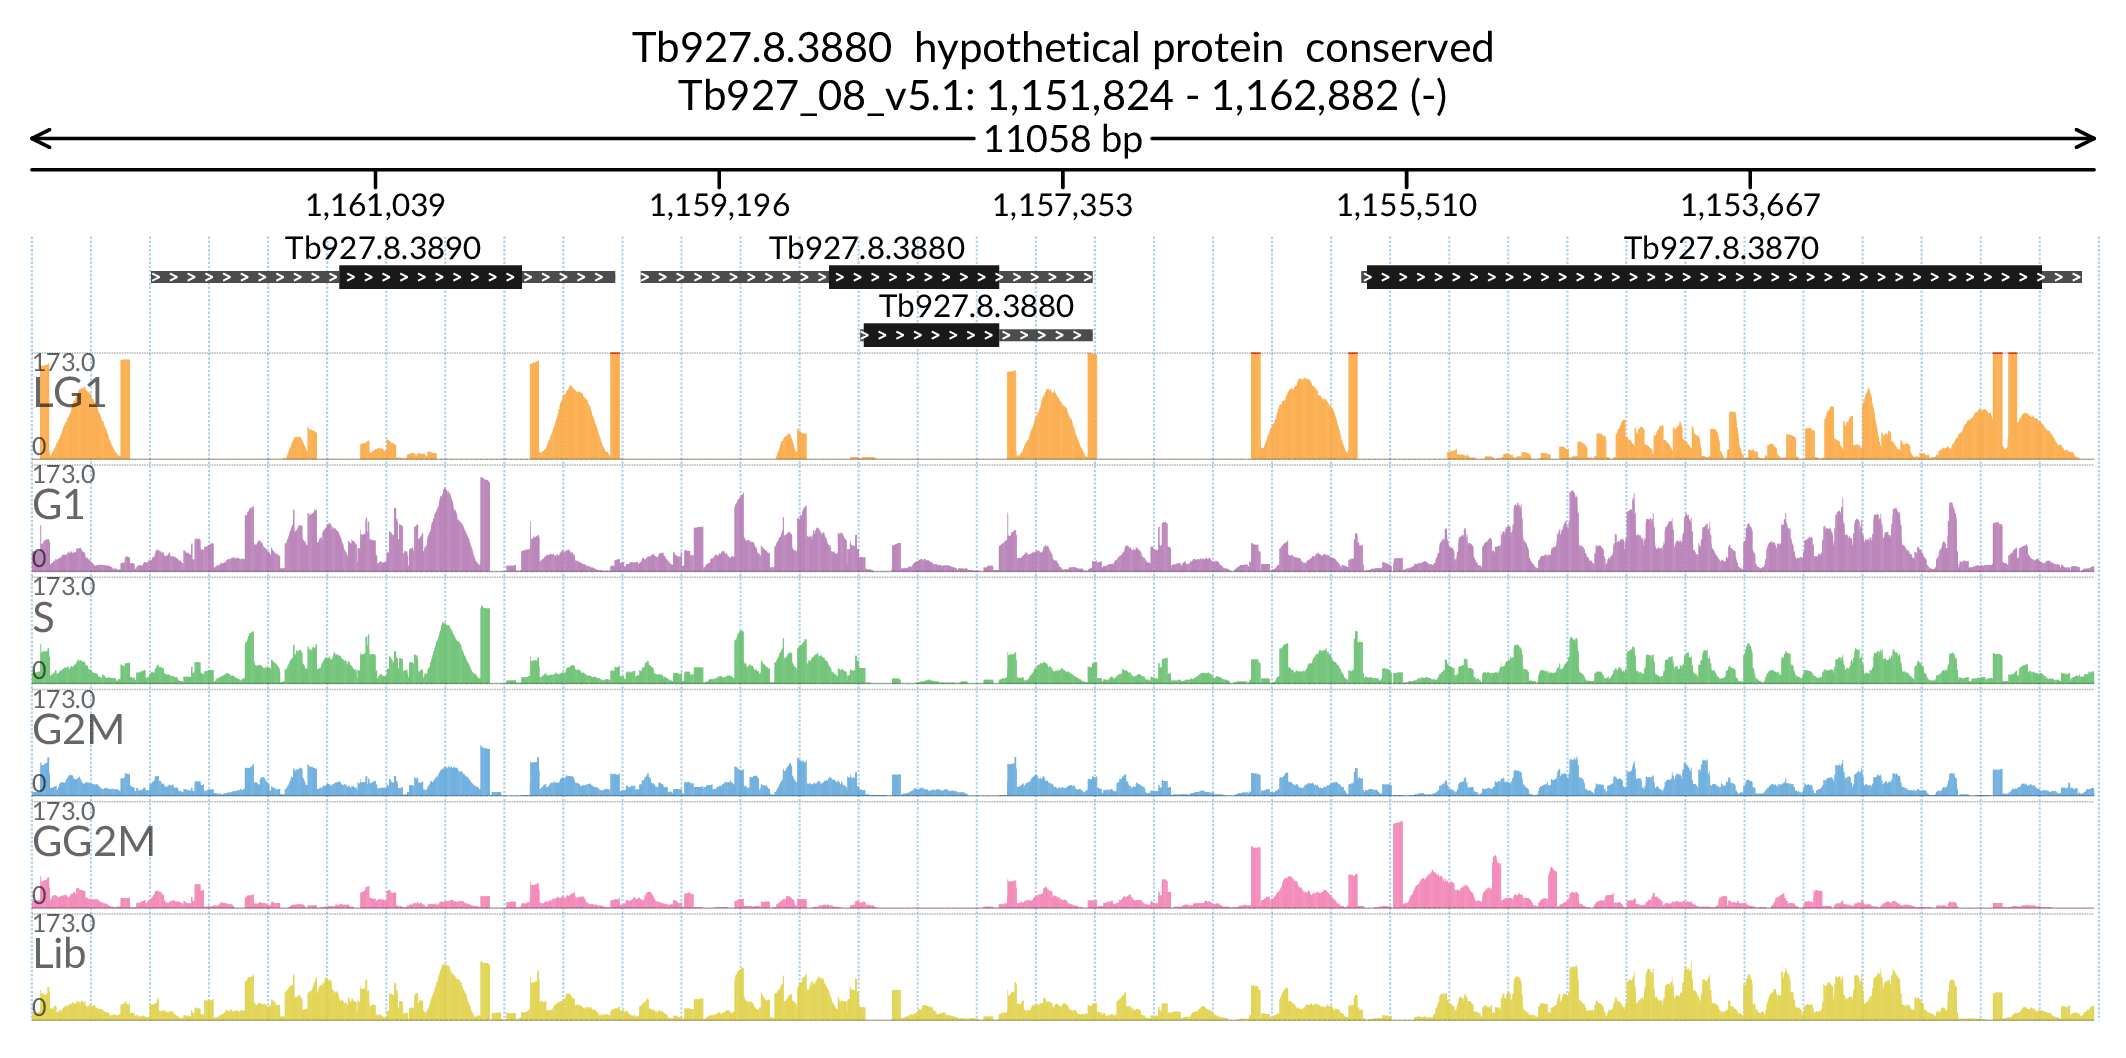 Tb927.8.3880  hypothetical protein  conserved
Tb927_08_v5.1: 1,151,824 - 1,162,882 (-)
11058 bp
1,161,039 1,159,196 1,157,353 1,155,510 1,153,667
Tb927.8.3890 Tb927.8.3880 Tb927.8.3870
Tb927.8.3880
173.0
LG1
0
173.0
G1
0
173.0
S
0
173.0
G2M
0
173.0
GG2M
0
173.0
Lib
0